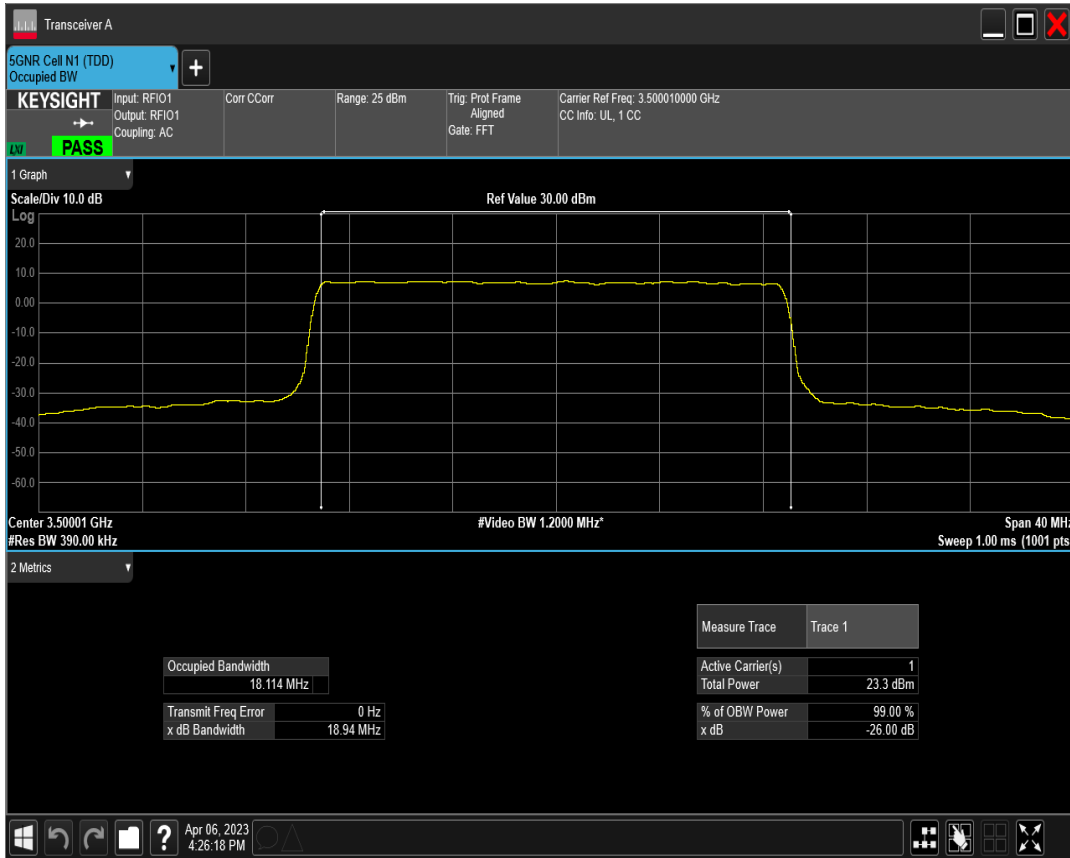 Transceiver A
5GNR Cell N1 (TDD)
Occupied BW
KEYSIGHT
LXI
PASS
Input: RFIO1
Output: RFIO1
Coupling: AC
Corr CCorr
Range: 25 dBm
Trig: Prot Frame
Aligned
Gate: FFT
Carrier Ref Freq: 3.500010000 GHz
CC Info: UL, 1 CC
1 Graph
Scale/Div 10.0 dB
Ref Value 30.00 dBm
Log
20.0
10.0
0.00
-10.0
-20.0
-30.0
-40.0
-50.0
-60.0
Center 3.50001 GHz
#Video BW 1.2000 MHz*
Span 40 MHz
#Res BW 390.00 kHz
Sweep 1.00 ms (1001 pts
2 Metrics
Measure Trace Trace 1
Occupied Bandwidth
18.114 MHz
Active Carrier(s) 1
Total Power 23.3 dBm
Transmit Freq Error 0 Hz
x dB Bandwidth 18.94 MHz
% of OBW Power 99.00 %
x dB -26.00 dB
?
Apr 06, 2023
4:26:18 PM